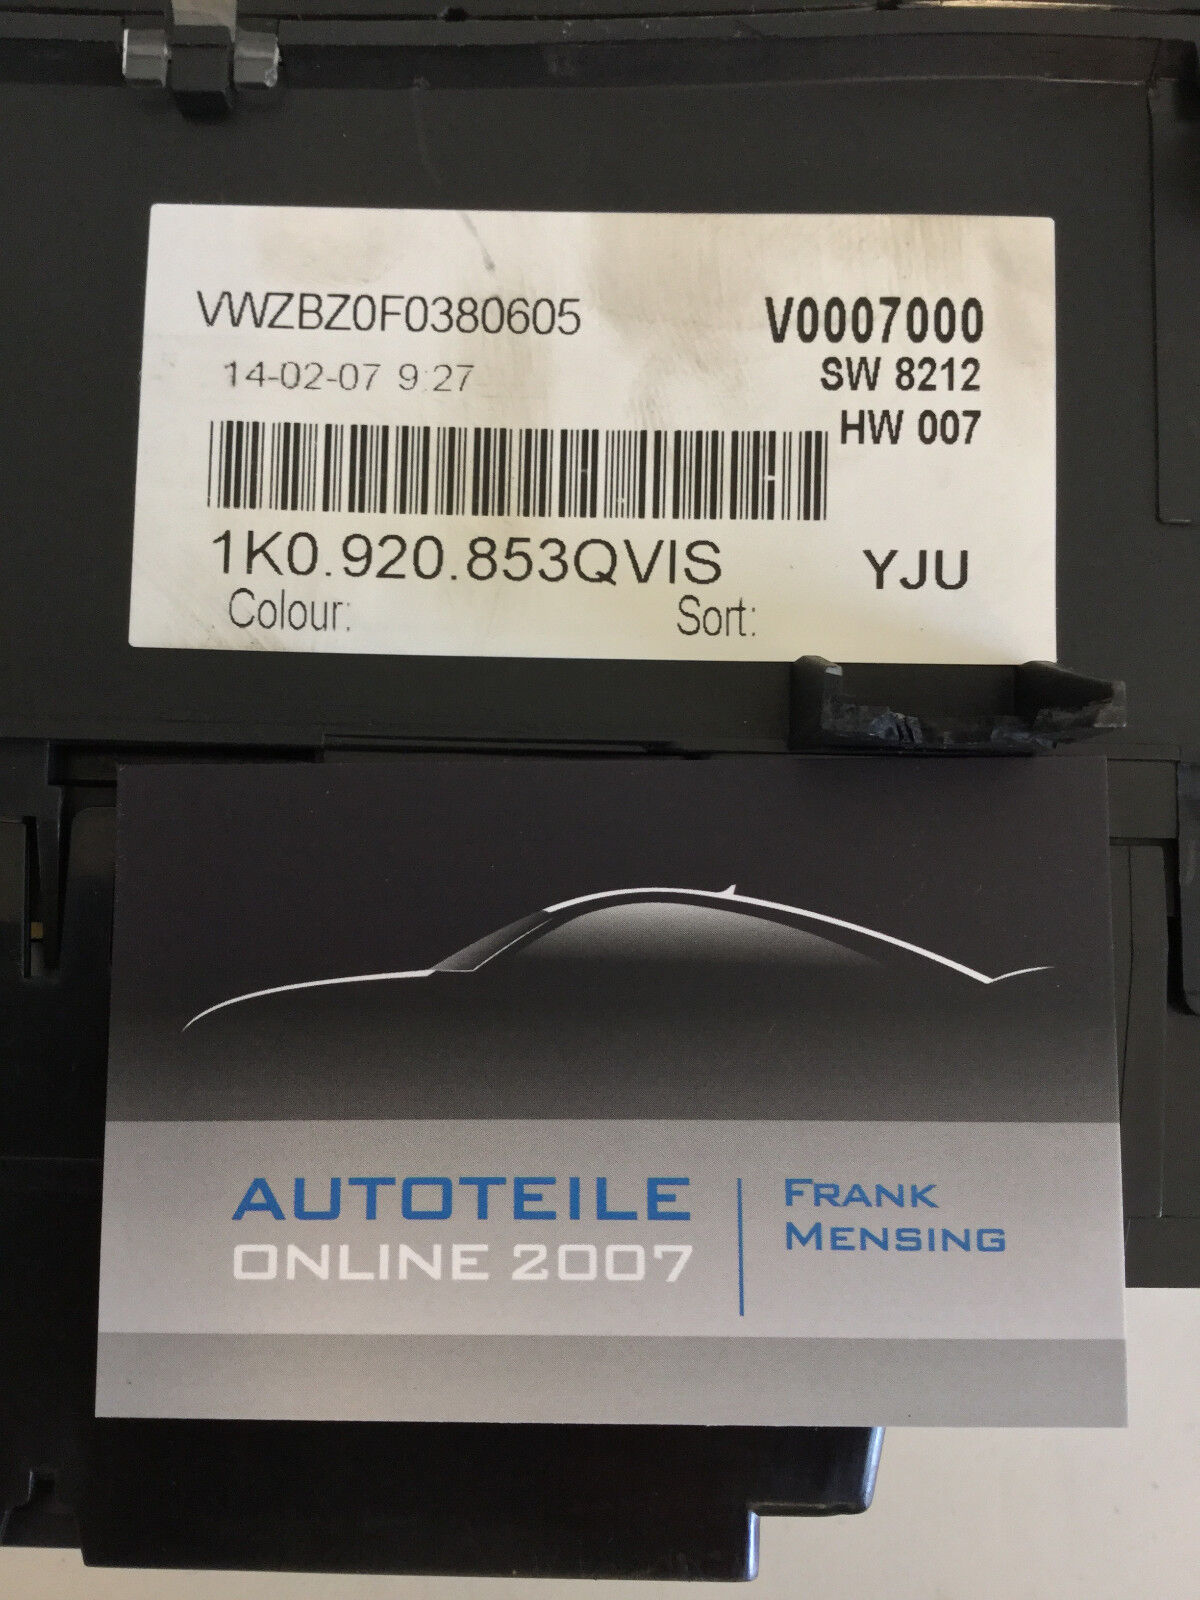 VWZBZ0F0380605
V0007000
14-02-07 9:27
SW 8212
HW 007
1K0.920.853QVIS
YJU
Colour:
Sort:
AUTOTEILE
ONLINE 2007
FRANK
MENSING